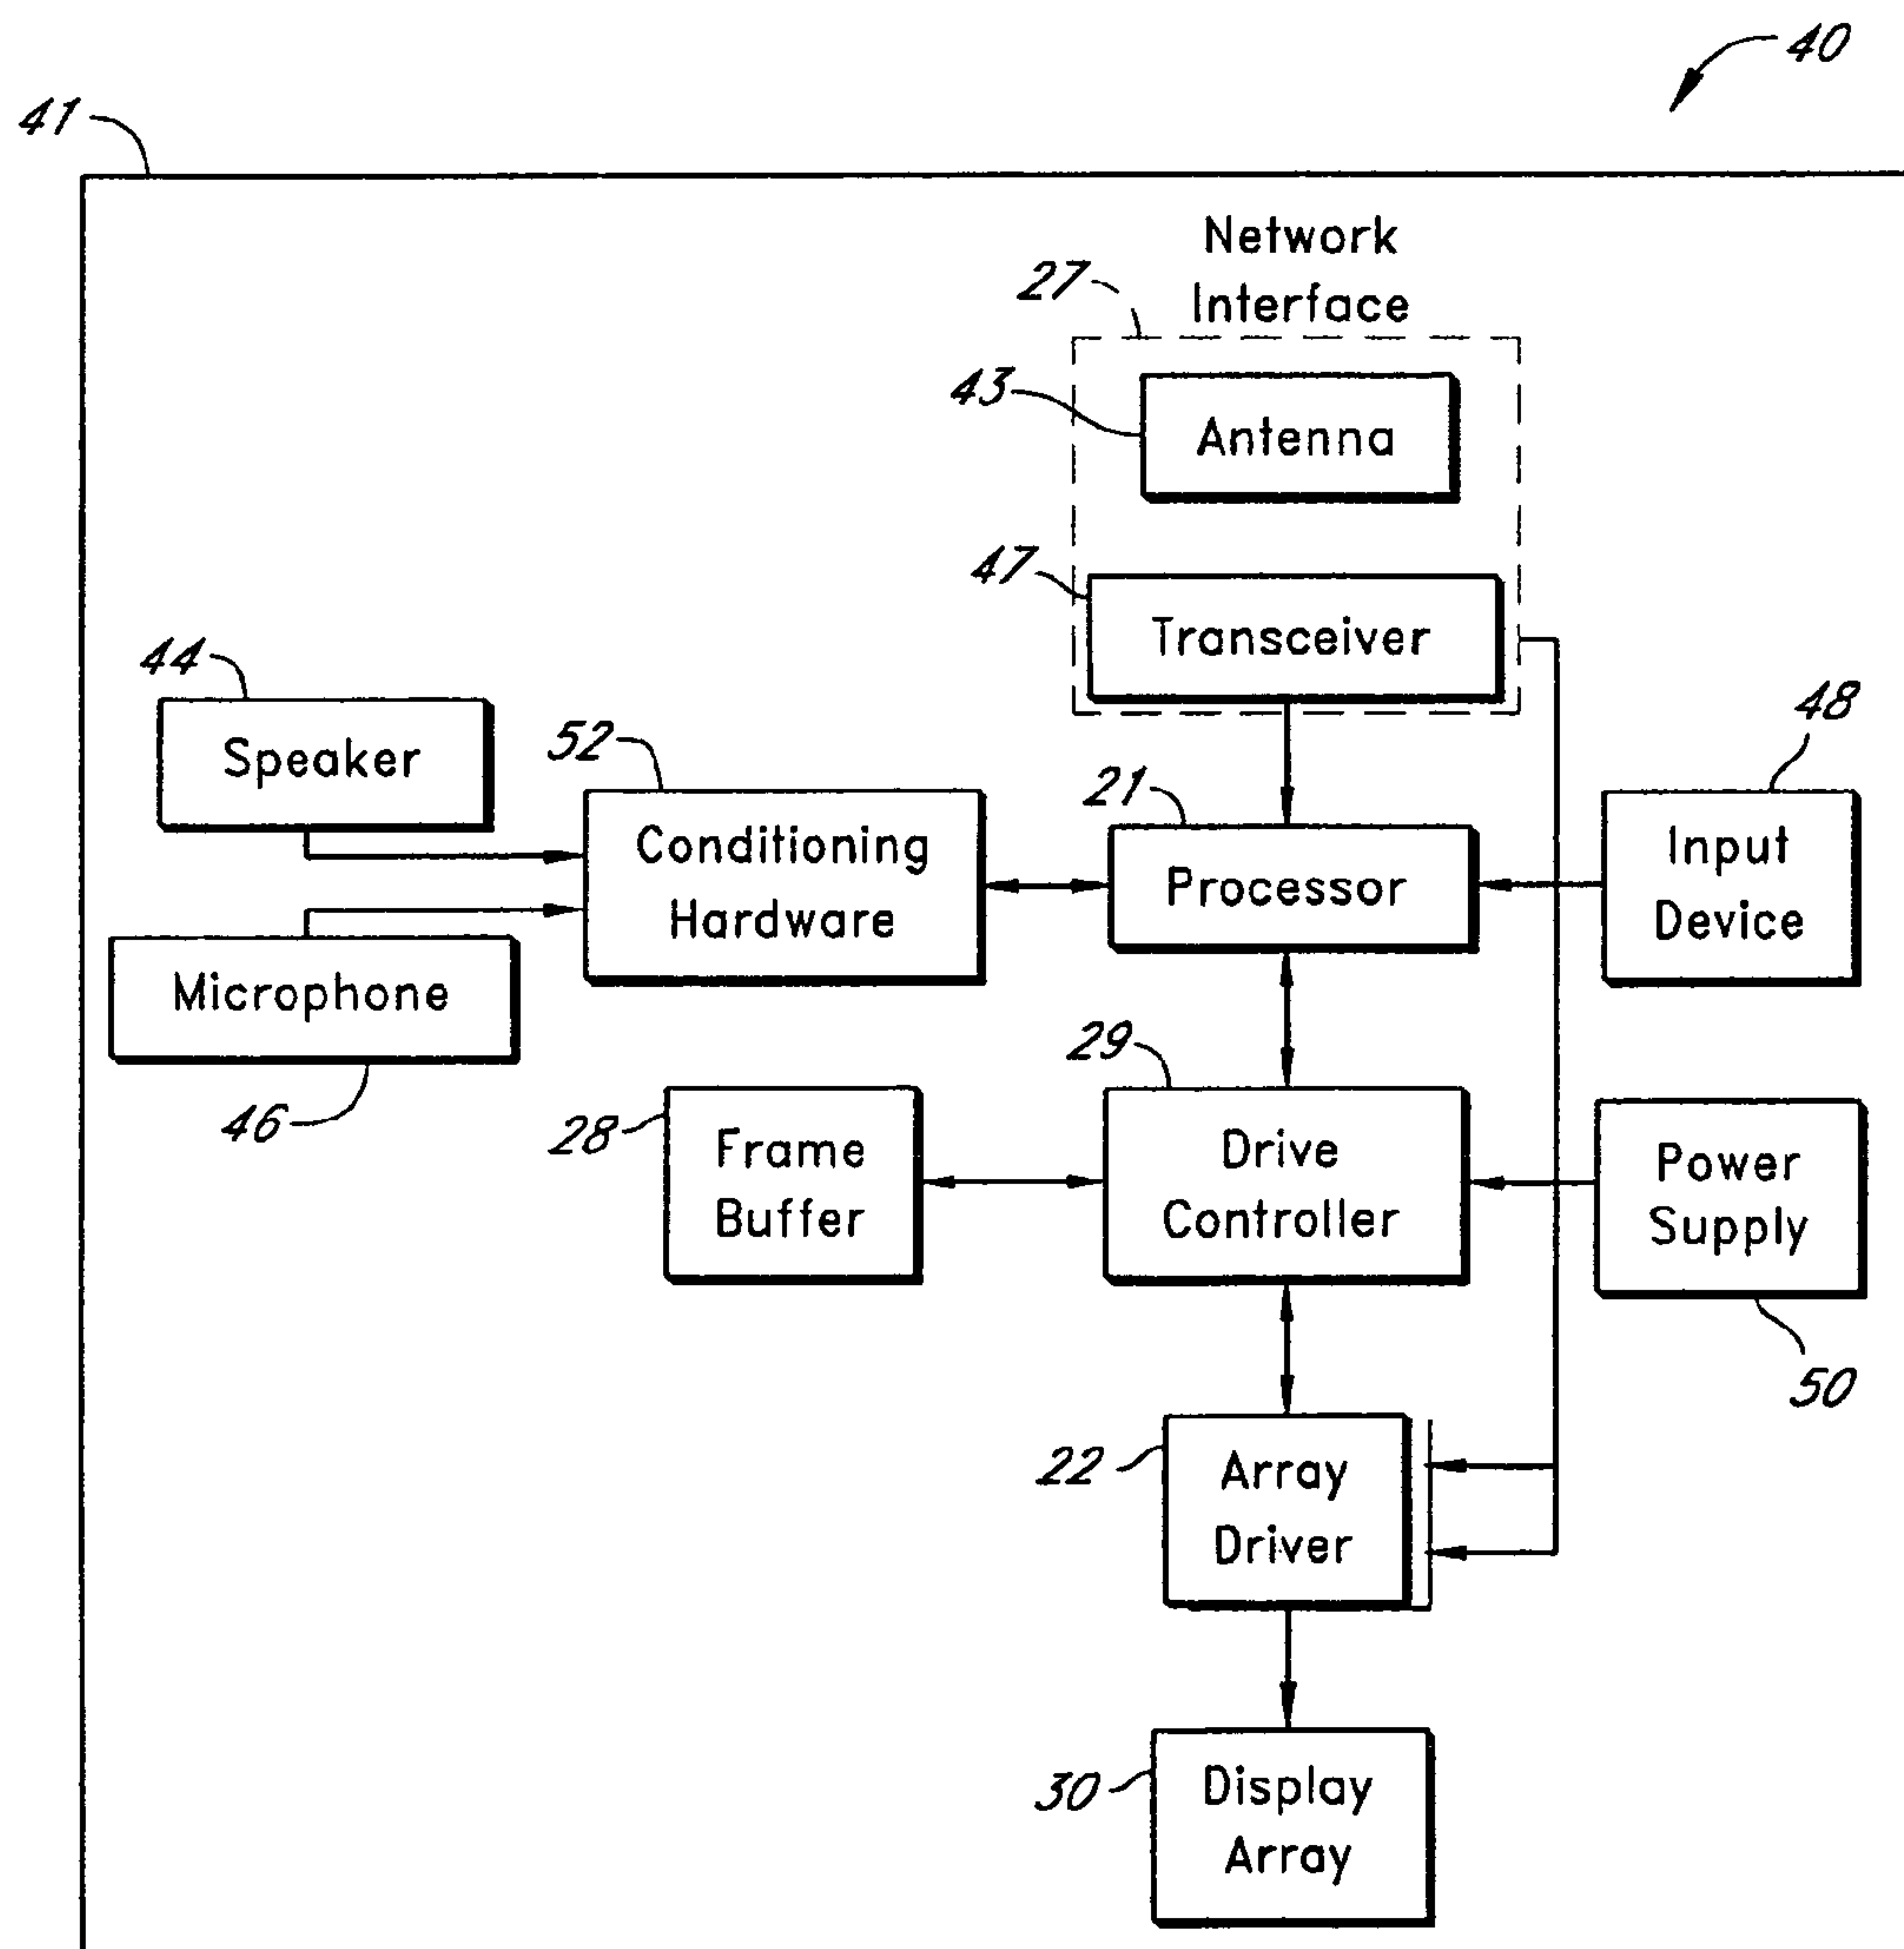 40
41
Network
Interface
27
43
Antenna
47
Transceiver
44
Speaker
52
Conditioning
Hardware
21
Processor
48
Input
Device
Microphone
46
29
28
Frame
Buffer
Drive
Controller
Power
Supply
50
22
Array
Driver
30
Display
Array